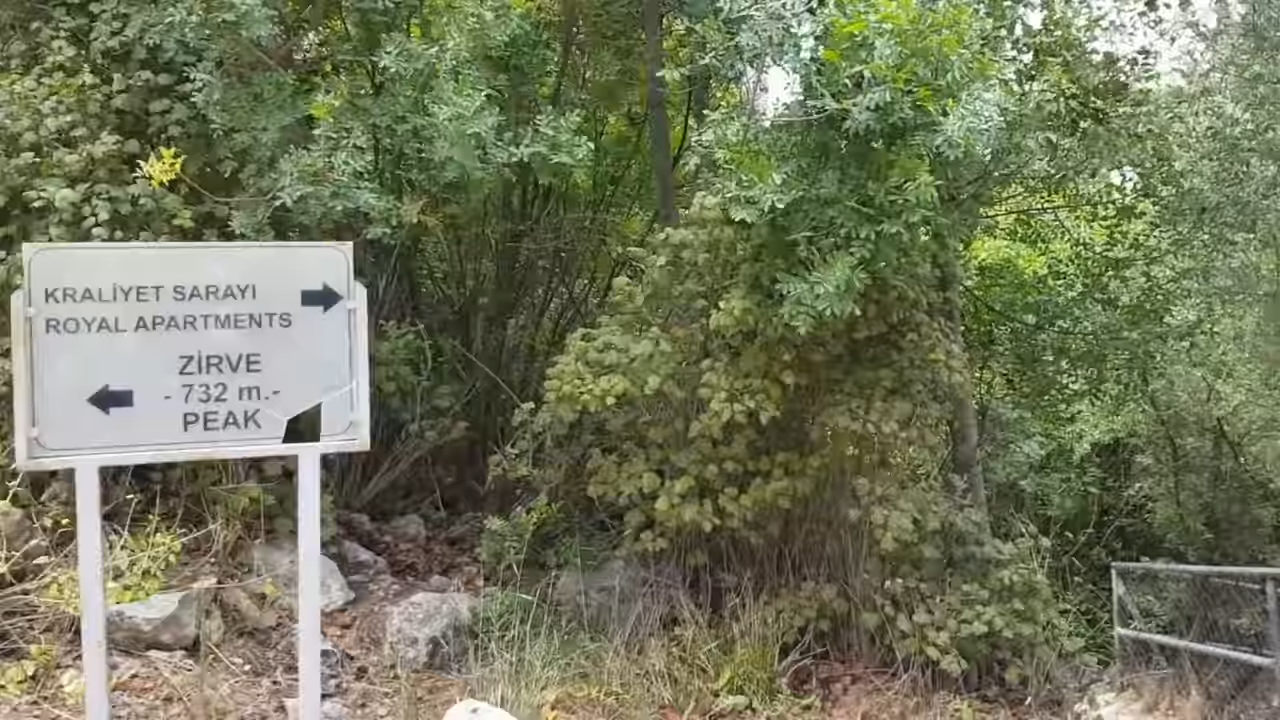 KRALİYET SARAYI
ROYAL APARTMENTS
ZİRVE
- 732 m.-
PEAK